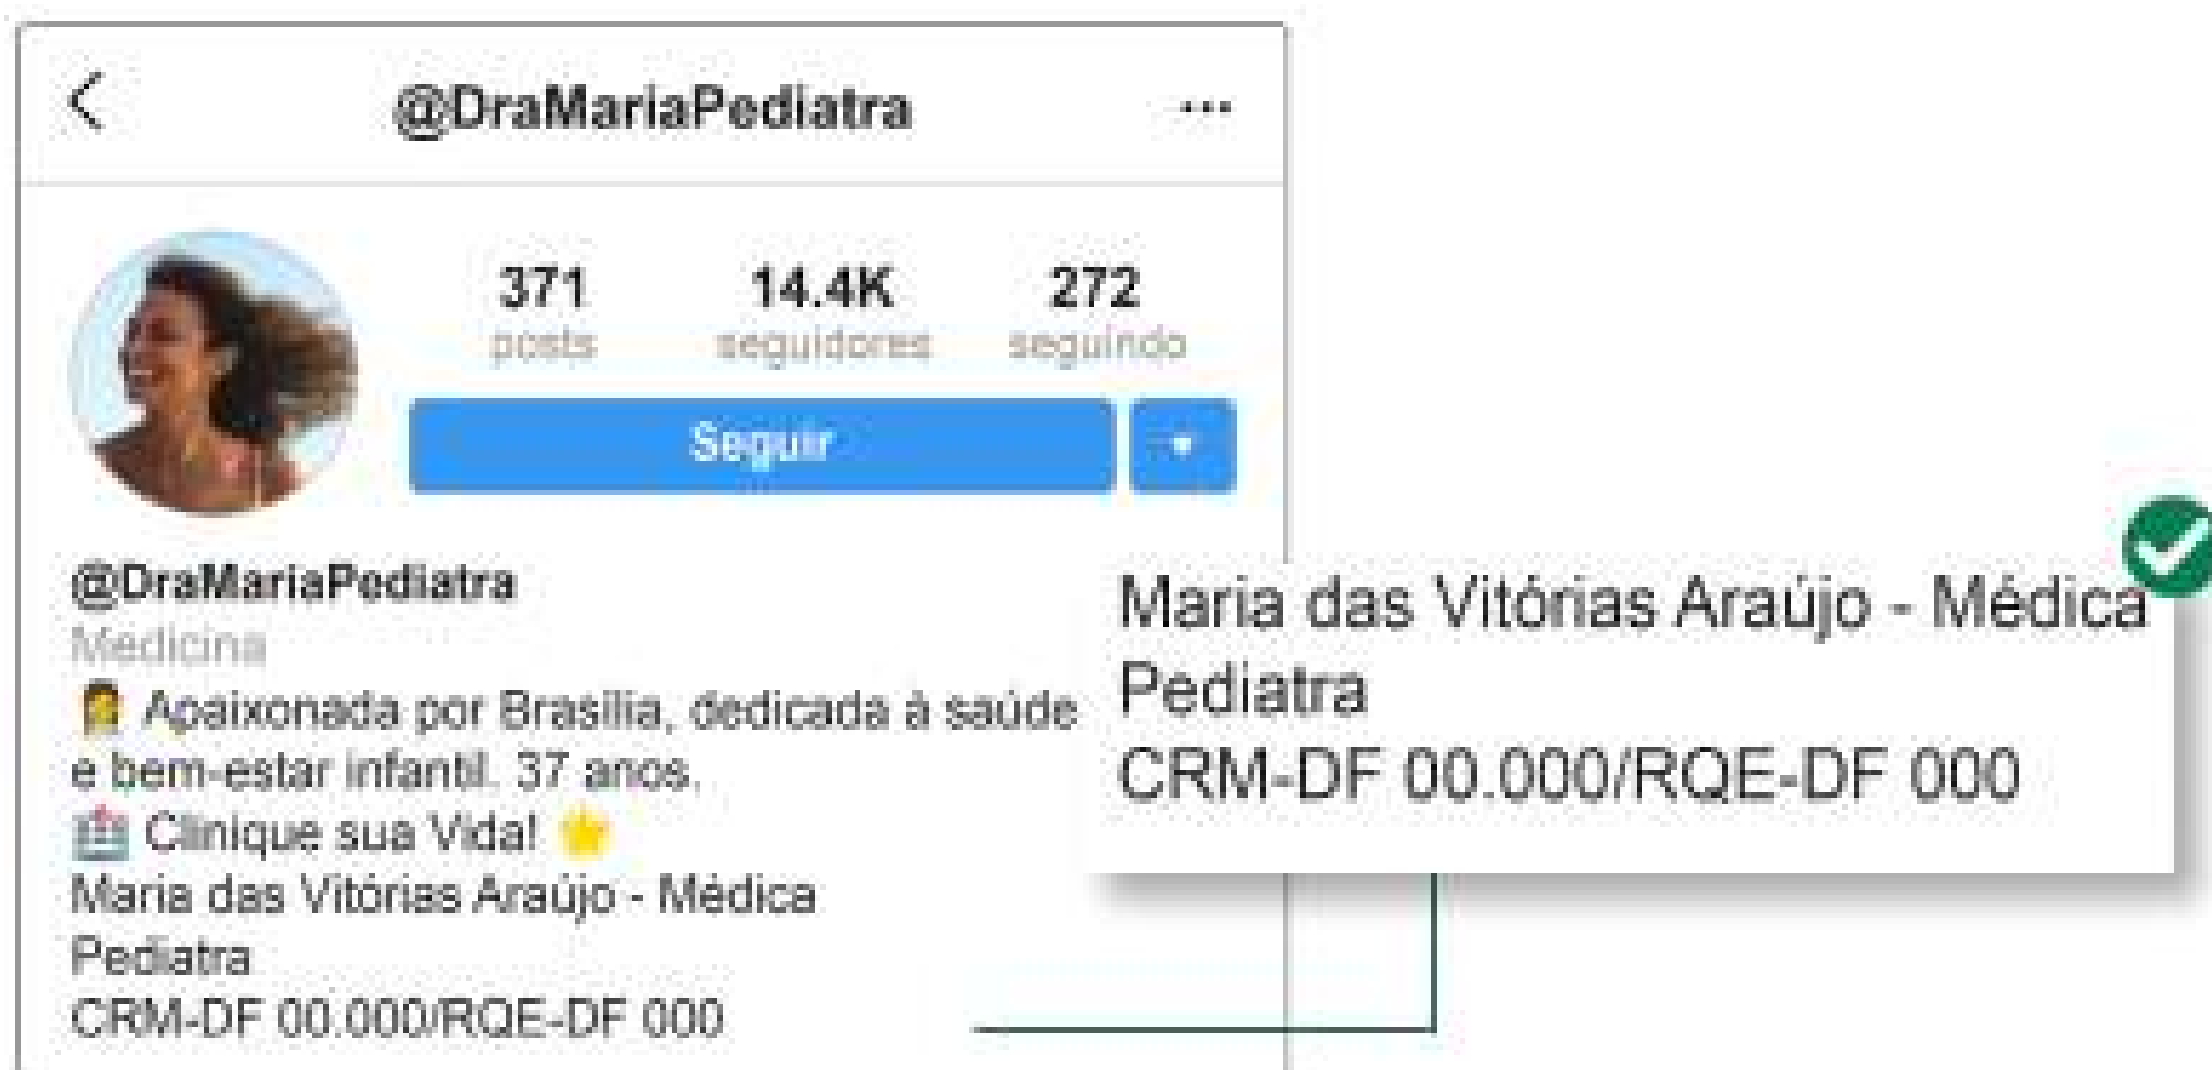 @DraMariaPediatra
...
371 14.4K 272
posts seguidores seguindo
Seguir
@DraMariaPediatra
Medicina
Apaixonada por Brasília, dedicada à saúde
e bem-estar infantil. 37 anos.
Clinique sua Vida!
Maria das Vitórias Araújo - Médica
Pediatra
CRM-DF 00.000/RQE-DF 000
Maria das Vitórias Araújo - Médica
Pediatra
CRM-DF 00.000/RQE-DF 000